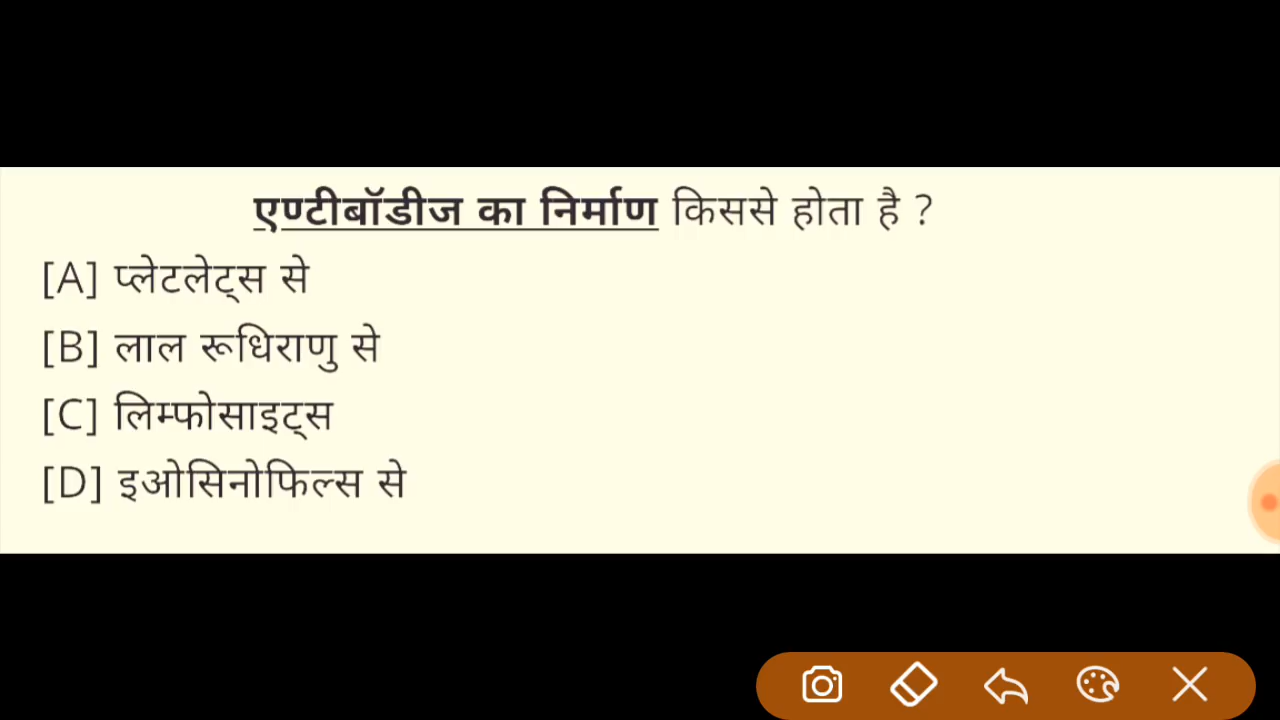 एण्टीबॉडीज का निर्माण किससे होता है ?
[A] प्लेटलेट्स से
[B] लाल रूधिराणु से
[C] लिम्फोसाइट्स
[D] इओसिनोफिल्स से